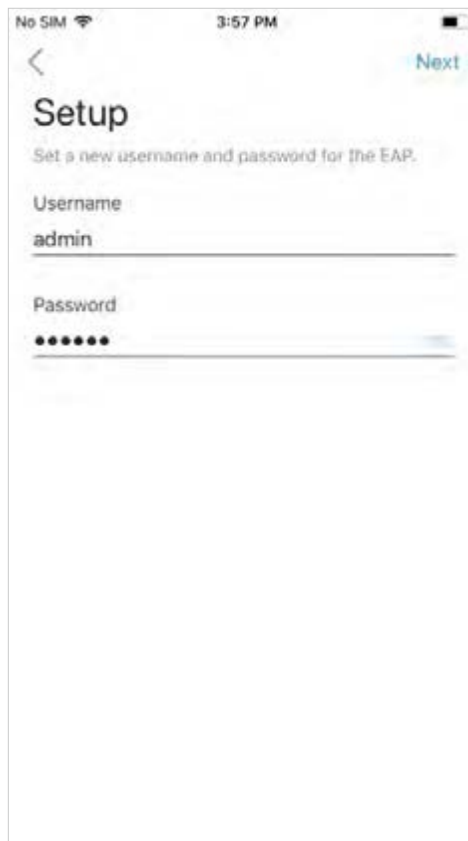 No SIM 3:57 PM
Next
Setup
Set a new username and password for the EAP.
Username
admin
Password
••••••